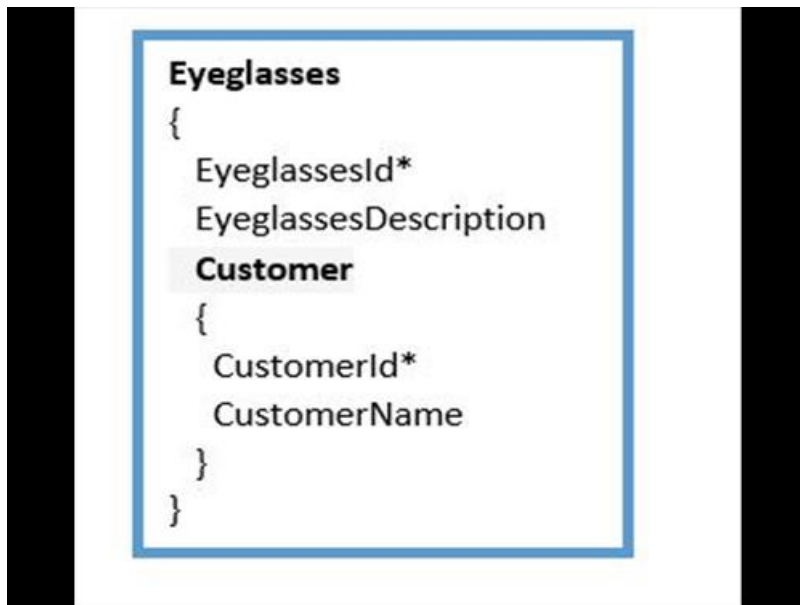 Eyeglasses
{
EyeglassesId*
EyeglassesDescription
Customer
{
CustomerId*
CustomerName
}
}